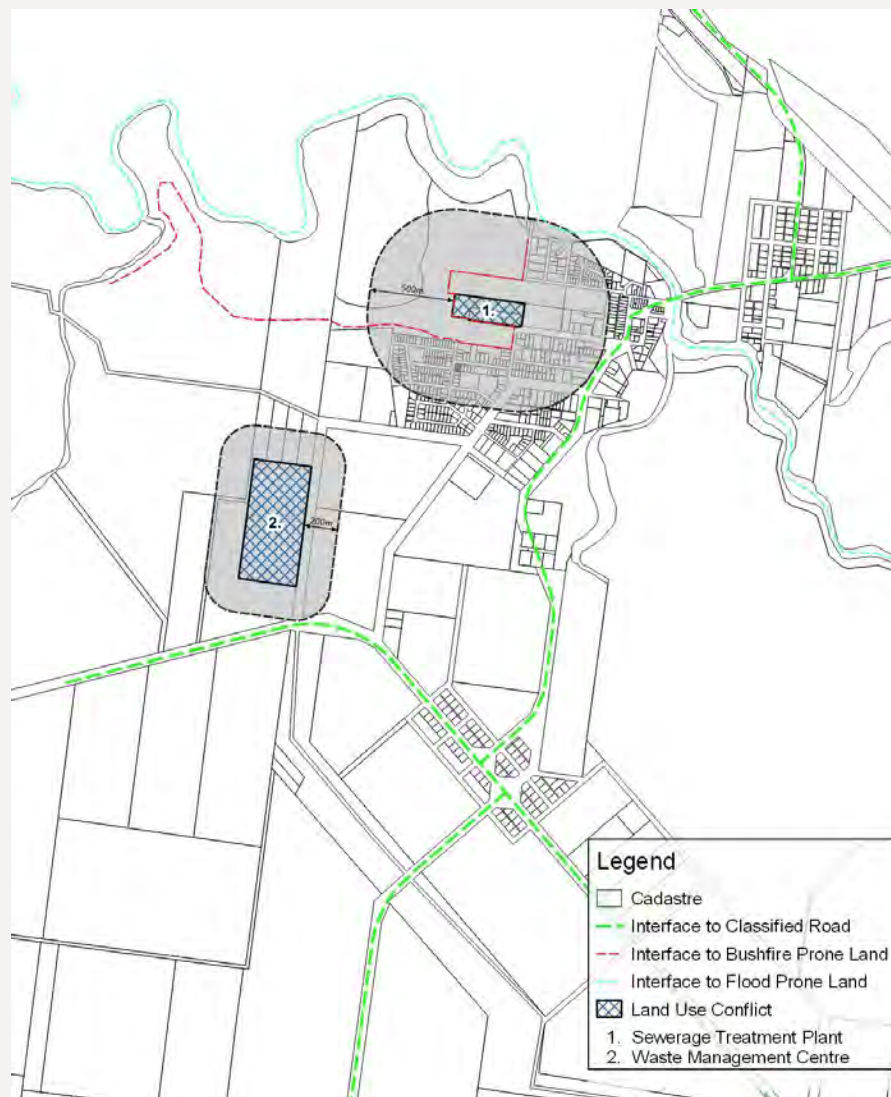 500m
1.
2.
200m
Legend
Cadastre
Interface to Classified Road
Interface to Bushfire Prone Land
Interface to Flood Prone Land
Land Use Conflict
1. Sewerage Treatment Plant
2. Waste Management Centre